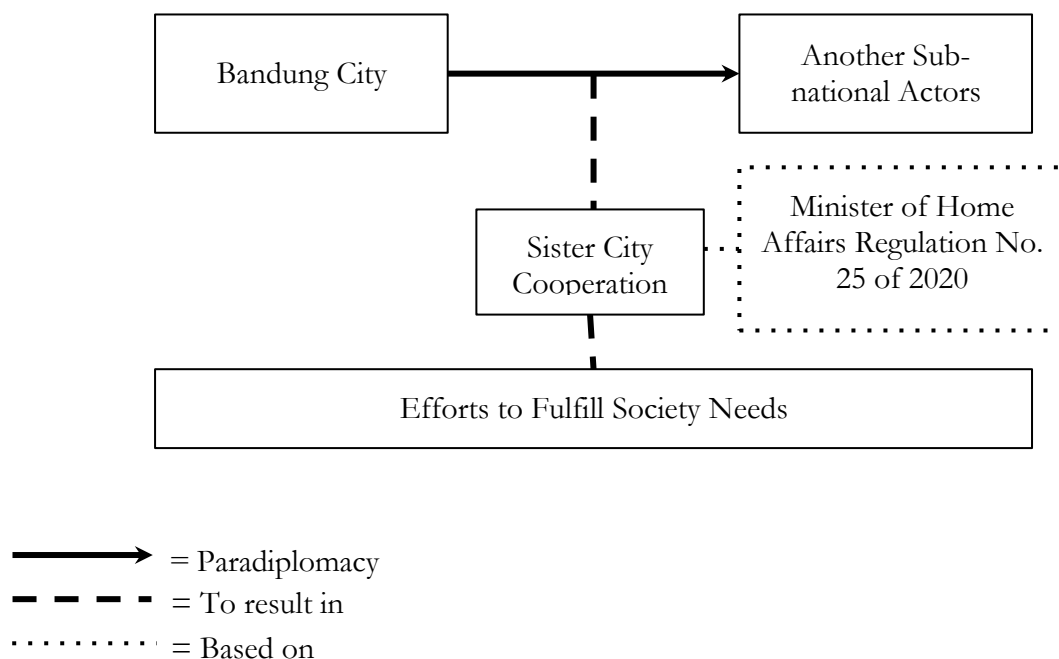 Bandung City
Another Sub-
national Actors
Minister of Home
Affairs Regulation No.
25 of 2020
Sister City
Cooperation
Efforts to Fulfill Society Needs
= Paradiplomacy
= To result in
= Based on